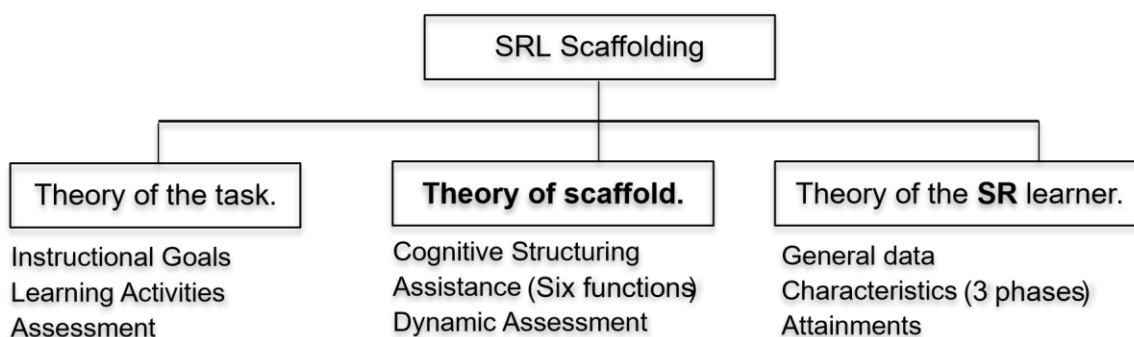 SRL Scaffolding
Theory of the task.
Instructional Goals
Learning Activities
Assessment
Theory of scaffold.
Cognitive Structuring
Assistance (Six functions)
Dynamic Assessment
Theory of the SR learner.
General data
Characteristics (3 phases)
Attainments